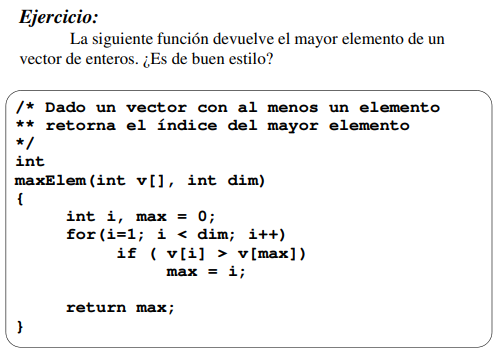 Ejercicio:
La siguiente función devuelve el mayor elemento de un
vector de enteros. ¿Es de buen estilo?
/* Dado un vector con al menos un elemento
** retorna el índice del mayor elemento
*/
int
maxElem(int v[], int dim)
{
int i, max = 0;
for(i=1; i < dim; i++)
if ( v[i] > v[max])
max = i;
return max;
}